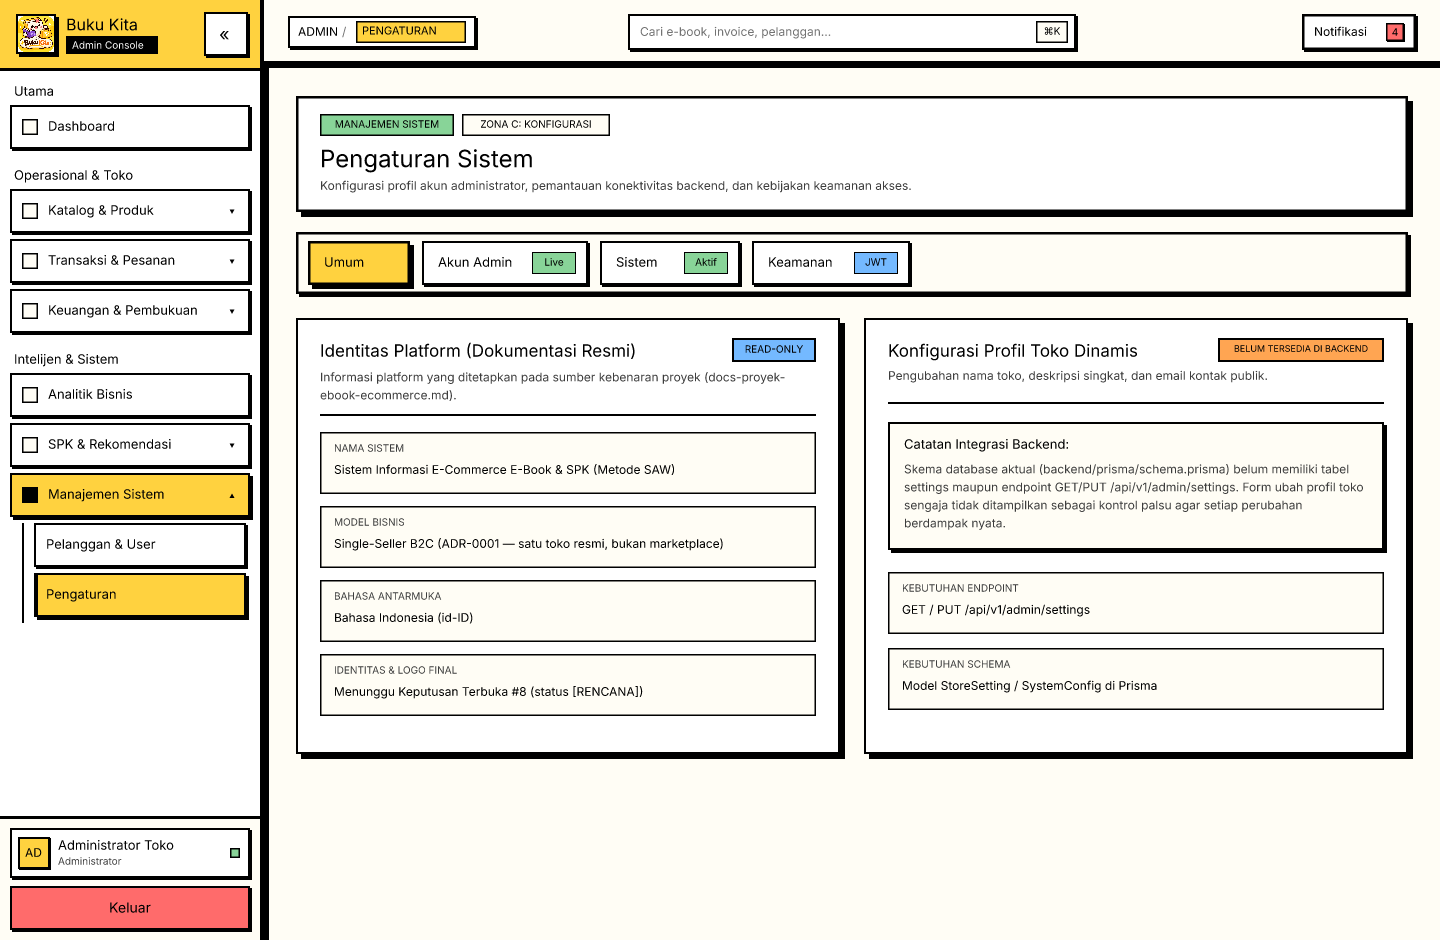 Buku Kita
Admin Console
«
Utama
Dashboard
Operasional & Toko
Katalog & Produk ▾
Transaksi & Pesanan ▾
Keuangan & Pembukuan ▾
Intelijen & Sistem
Analitik Bisnis
SPK & Rekomendasi ▾
Manajemen Sistem ▴
Pelanggan & User
Pengaturan
AD
Administrator Toko
Administrator
Keluar
ADMIN / PENGATURAN
Cari e-book, invoice, pelanggan... ⌘K
Notifikasi 4
MANAJEMEN SISTEM
ZONA C: KONFIGURASI
Pengaturan Sistem
Konfigurasi profil akun administrator, pemantauan konektivitas backend, dan kebijakan keamanan akses.
Umum
Akun Admin Live
Sistem Aktif
Keamanan JWT
Identitas Platform (Dokumentasi Resmi)
READ-ONLY
Informasi platform yang ditetapkan pada sumber kebenaran proyek (docs-proyek-
ebook-ecommerce.md).
NAMA SISTEM
Sistem Informasi E-Commerce E-Book & SPK (Metode SAW)
MODEL BISNIS
Single-Seller B2C (ADR-0001 — satu toko resmi, bukan marketplace)
BAHASA ANTARMUKA
Bahasa Indonesia (id-ID)
IDENTITAS & LOGO FINAL
Menunggu Keputusan Terbuka #8 (status [RENCANA])
Konfigurasi Profil Toko Dinamis
BELUM TERSEDIA DI BACKEND
Pengubahan nama toko, deskripsi singkat, dan email kontak publik.
Catatan Integrasi Backend:
Skema database aktual (backend/prisma/schema.prisma) belum memiliki tabel
settings maupun endpoint GET/PUT /api/v1/admin/settings. Form ubah profil toko
sengaja tidak ditampilkan sebagai kontrol palsu agar setiap perubahan
berdampak nyata.
KEBUTUHAN ENDPOINT
GET / PUT /api/v1/admin/settings
KEBUTUHAN SCHEMA
Model StoreSetting / SystemConfig di Prisma